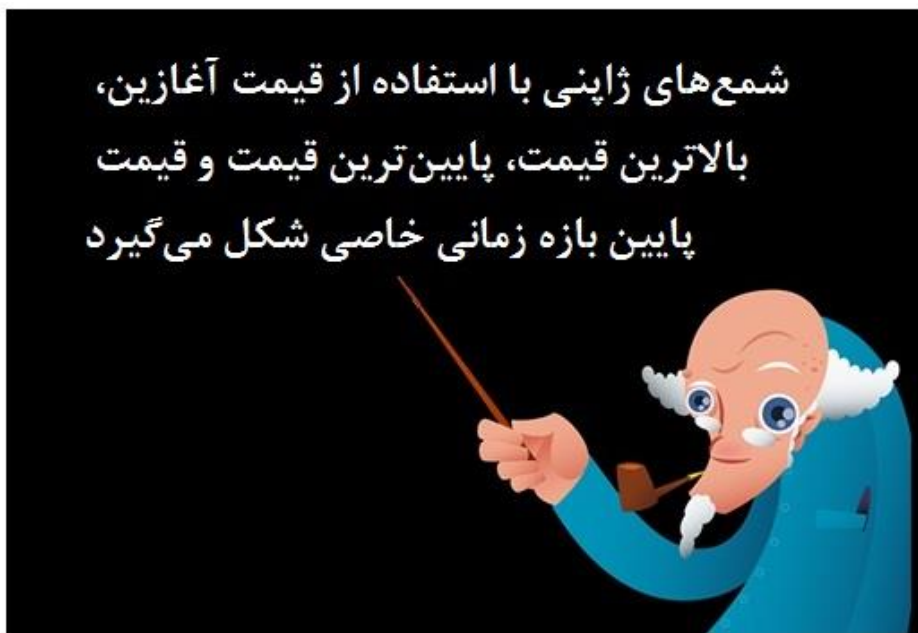 شمع‌های ژاپنی با استفاده از قیمت آغازین،
بالاترین قیمت، پایین‌ترین قیمت و قیمت
پایین بازه زمانی خاصی شکل می‌گیرد